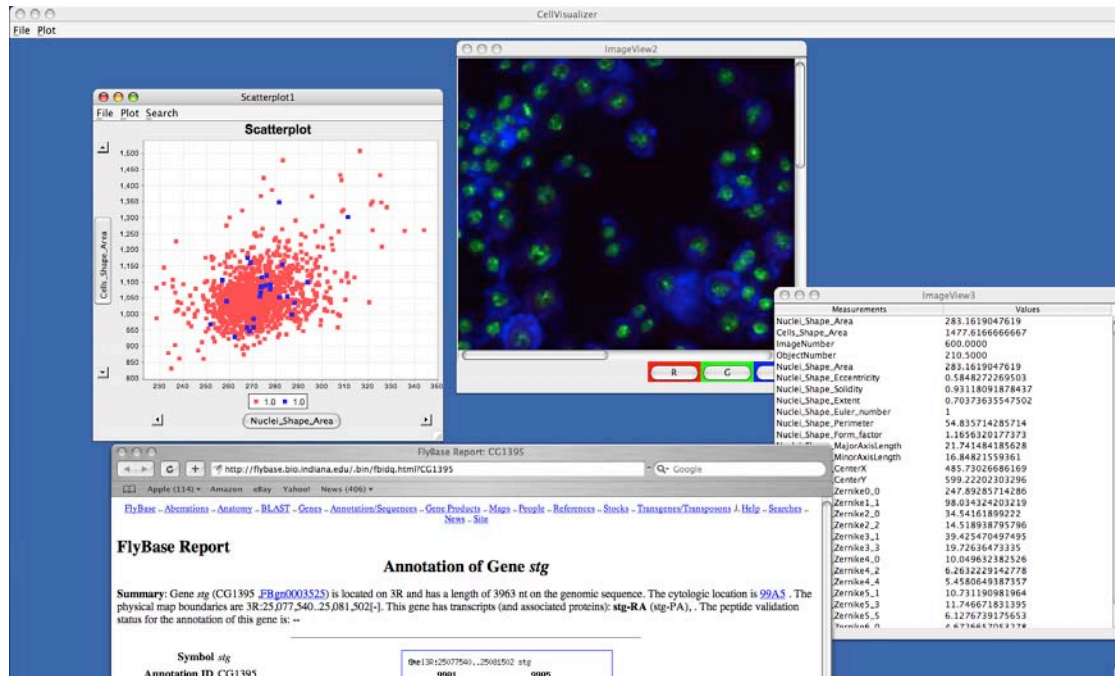 CellVisualizer
File Plot
ImageView2
Scatterplot1
File Plot Search
Scatterplot
1,500
1,450
1,400
1,350
1,300
1,250
1,200
1,150
1,100
1,050
1,000
950
900
850
800
Cells_Shape_Area
230 240 250 260 270 280 290 300 310 320 330 340 350
1.0 1.0
Nuclei_Shape_Area
R G
ImageView3
Measurements Values
Nuclei_Shape_Area 283.1619047619
Cells_Shape_Area 1477.6166666667
ImageNumber 600.0000
ObjectNumber 210.5000
Nuclei_Shape_Area 283.1619047619
Nuclei_Shape_Eccentricity 0.5848272269503
Nuclei_Shape_Solidity 0.93118091878437
Nuclei_Shape_Extent 0.70373635547502
Nuclei_Shape_Euler_number 1
Nuclei_Shape_Perimeter 54.835714285714
Nuclei_Shape_Form_factor 1.1656320177373
MajorAxisLength 21.741484185628
MinorAxisLength 16.84821559361
CenterX 485.73026686169
CenterY 599.22202303296
Zernike0_0 247.89285714286
Zernike1_1 98.034324203219
Zernike2_0 34.54161899222
Zernike2_2 14.518938795796
Zernike3_1 39.425470497495
Zernike3_3 19.72636473335
Zernike4_0 10.049632382526
Zernike4_2 6.2632229142778
Zernike4_4 5.4580649387357
Zernike5_1 10.731190981964
Zernike5_3 11.746671831395
Zernike5_5 6.1276739175653
Zernike6_0 4.6726657053278
FlyBase Report: CG1395
http://flybase.bio.indiana.edu/.bin/fbidq.html?CG1395
Google
Apple (114) Amazon eBay Yahoo! News (406)
FlyBase .. Aberrations .. Anatomy .. BLAST .. Genes .. Annotation/Sequences .. Gene Products .. Maps .. People .. References .. Stocks .. Transgenes/Transposons J. Help .. Searches ..
News .. Site
FlyBase Report
Annotation of Gene stg
Summary: Gene stg (CG1395 ,FBgn0003525) is located on 3R and has a length of 3963 nt on the genomic sequence. The cytologic location is 99A5 . The
physical map boundaries are 3R:25,077,540..25,081,502[-]. This gene has transcripts (and associated proteins): stg-RA (stg-PA), . The peptide validation
status for the annotation of this gene is: --
Symbol stg
Annotation ID CG1395
3R:25077540..25081502 stg